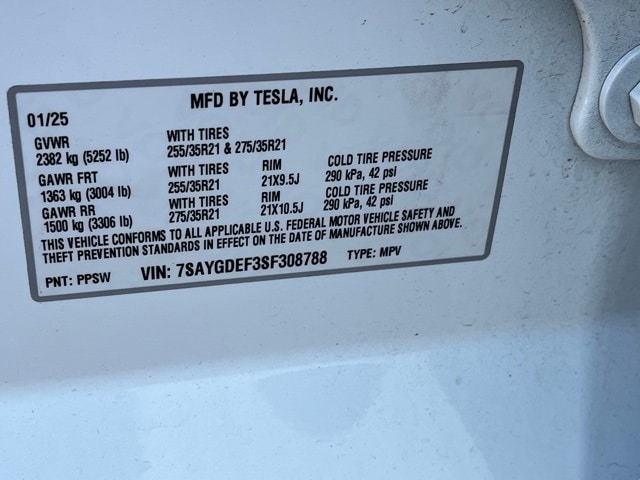 MFD BY TESLA, INC.
01/25
GVWR WITH TIRES
2382 kg (5252 lb) 255/35R21 & 275/35R21
GAWR FRT WITH TIRES RIM COLD TIRE PRESSURE
1363 kg (3004 lb) 255/35R21 21X9.5J 290 kPa, 42 psi
GAWR RR WITH TIRES RIM COLD TIRE PRESSURE
1500 kg (3306 lb) 275/35R21 21X10.5J 290 kPa, 42 psi
THIS VEHICLE CONFORMS TO ALL APPLICABLE U.S. FEDERAL MOTOR VEHICLE SAFETY AND
THEFT PREVENTION STANDARDS IN EFFECT ON THE DATE OF MANUFACTURE SHOWN ABOVE.
PNT: PPSW VIN: 7SAYGDEF3SF308788 TYPE: MPV